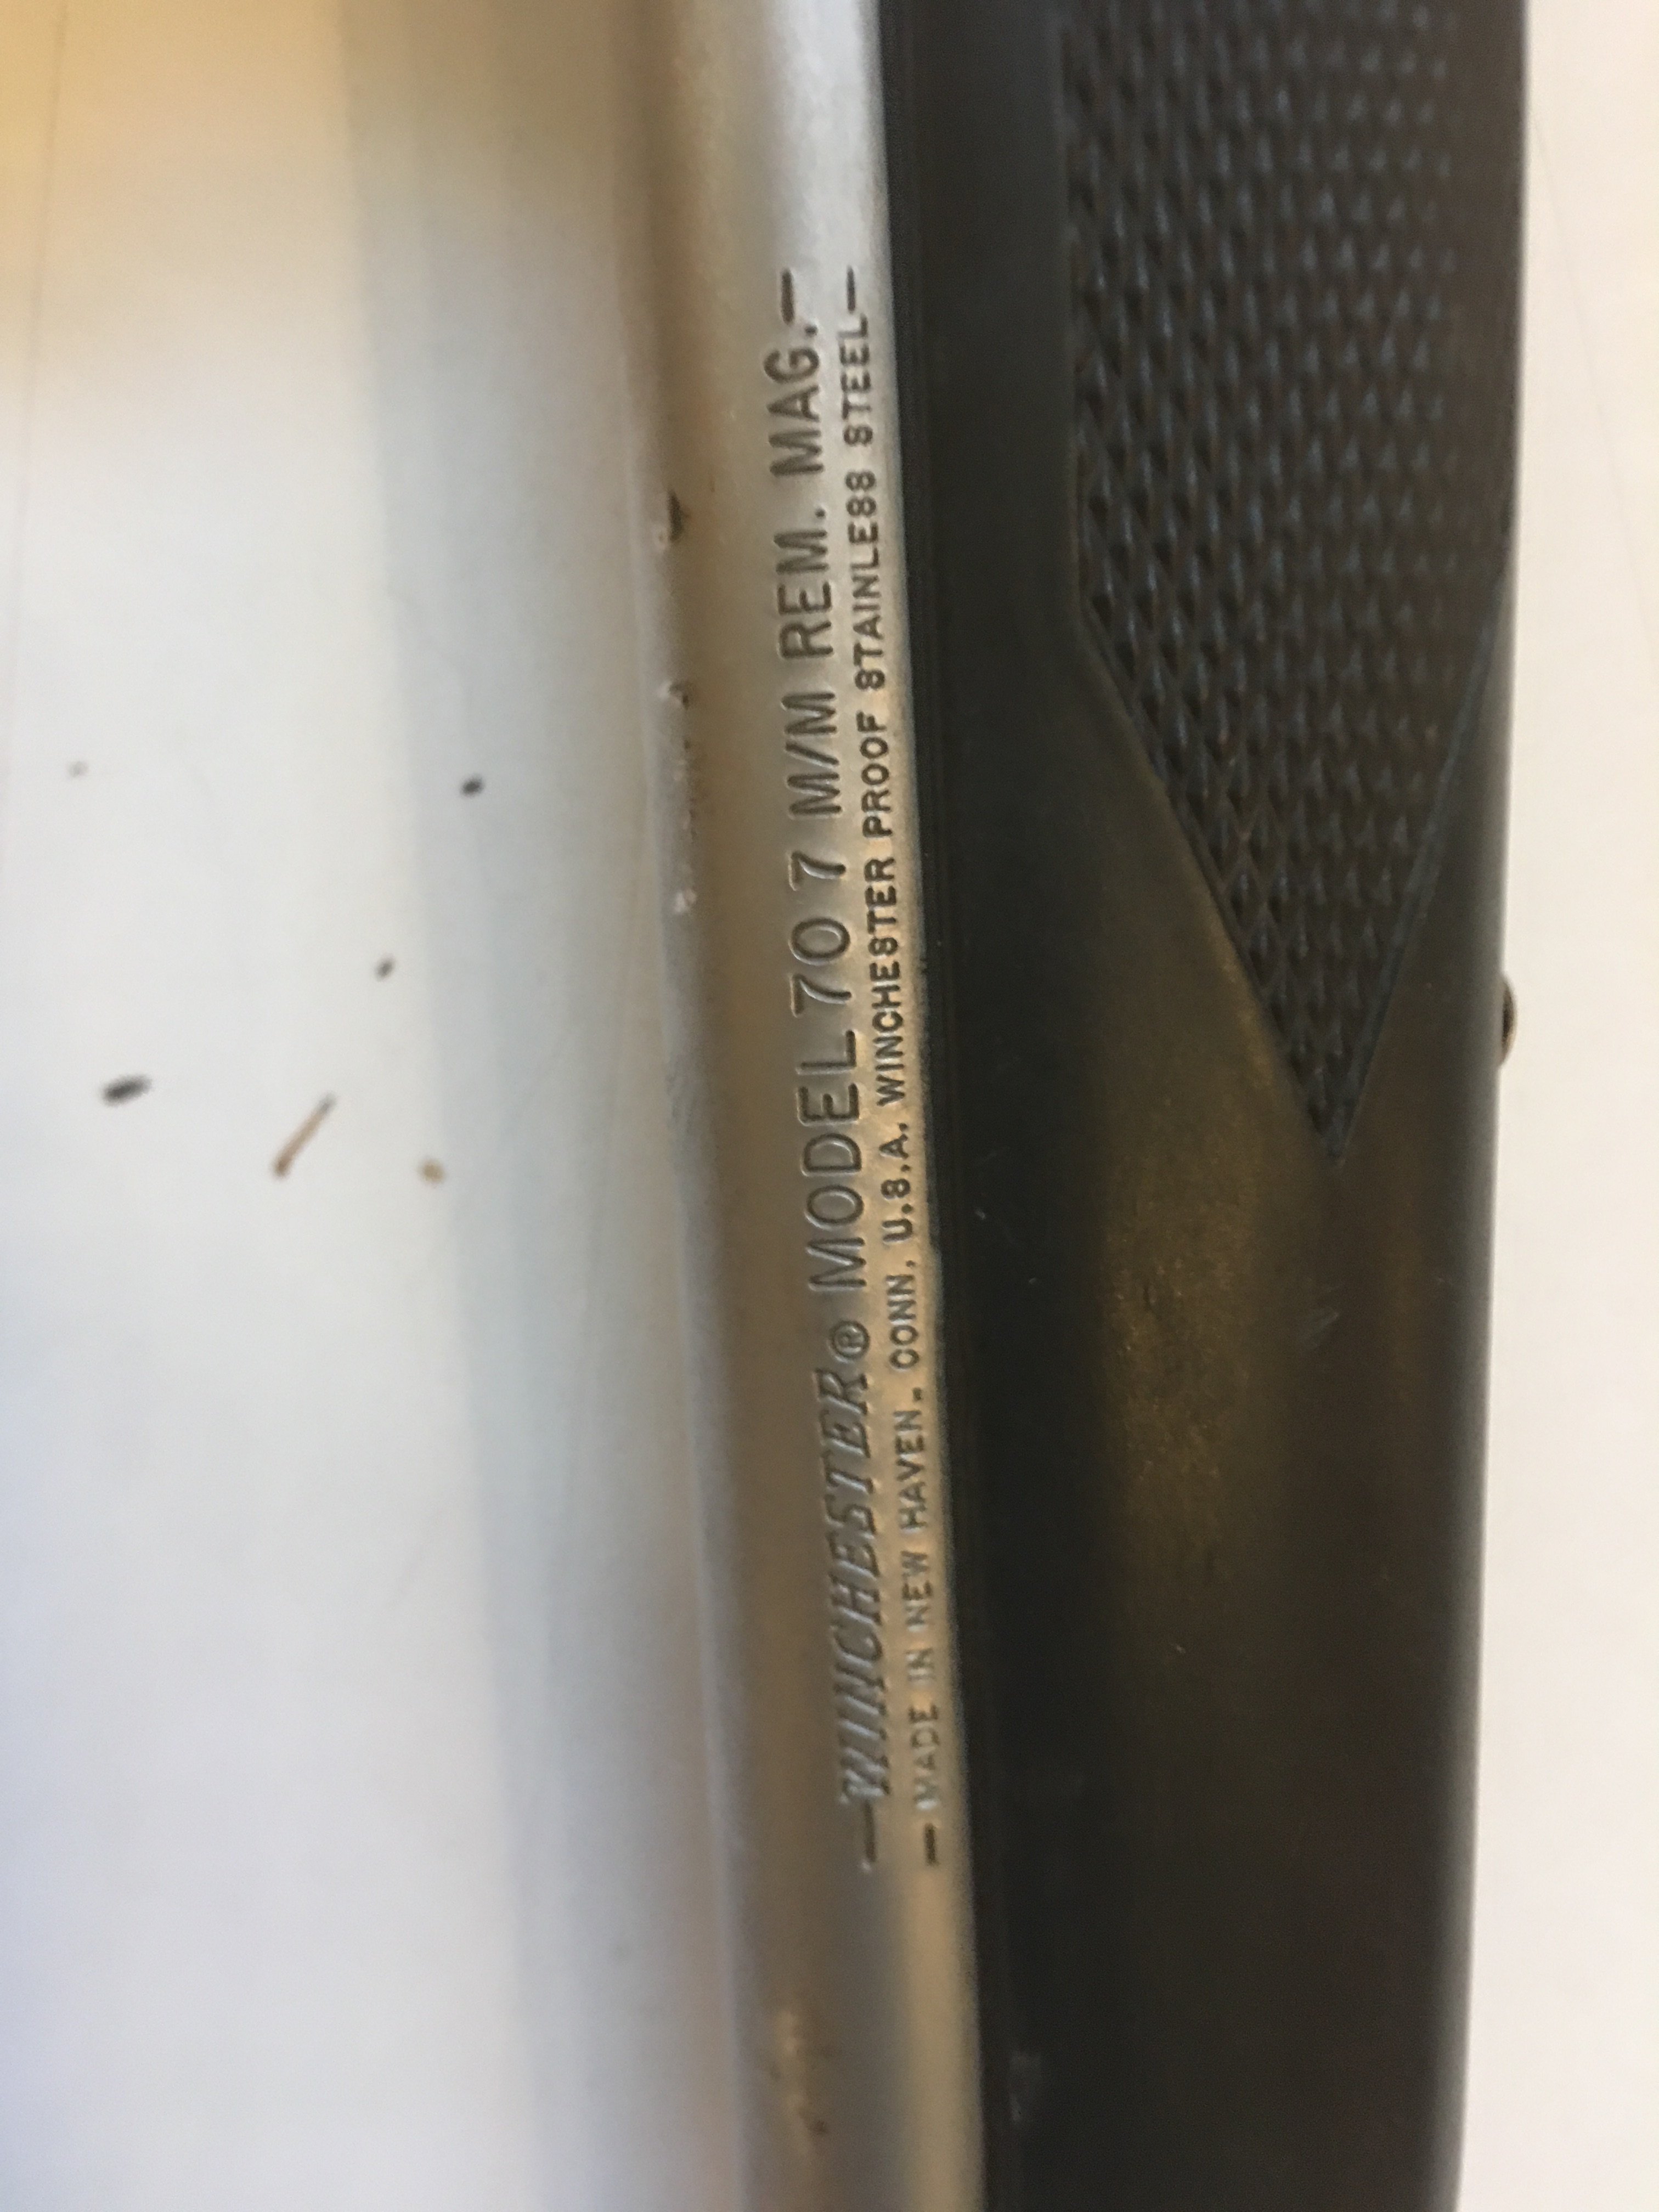 —WINCHESTER® MODEL 70 7 M/M REM. MAG.—
— MADE IN NEW HAVEN, CONN. U.S.A. WINCHESTER PROOF STAINLESS STEEL—